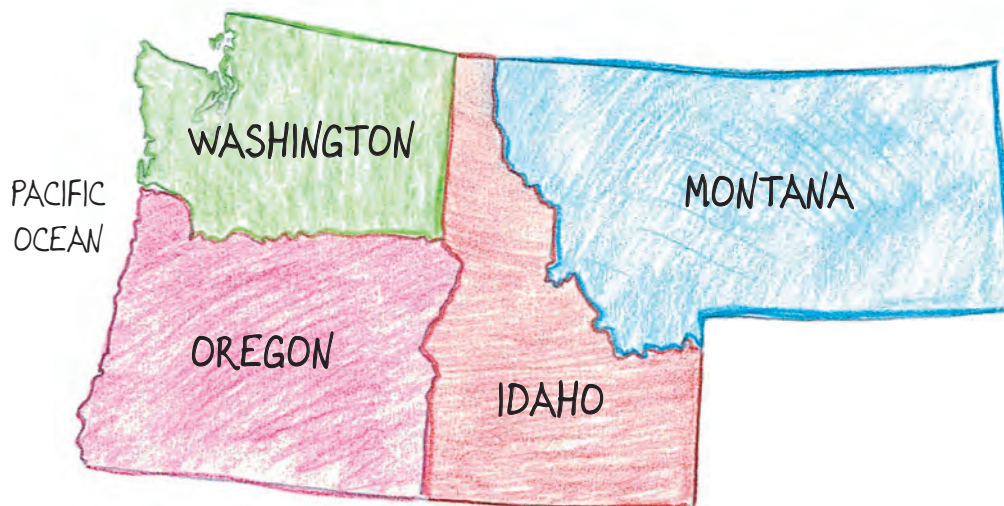 WASHINGTON
PACIFIC
OCEAN
MONTANA
OREGON
IDAHO